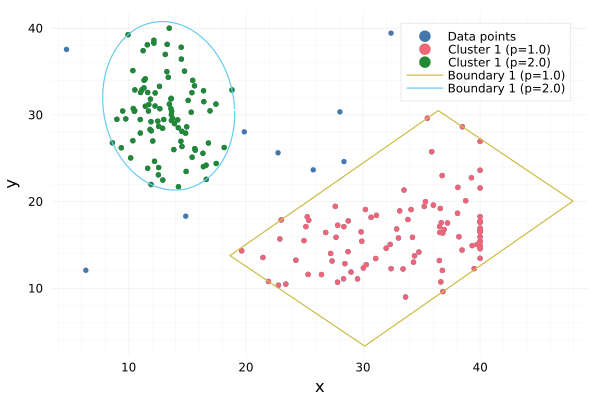 40
30
20
10
y
10
20
30
40
x
Data points
Cluster 1 (p=1.0)
Cluster 1 (p=2.0)
Boundary 1 (p=1.0)
Boundary 1 (p=2.0)